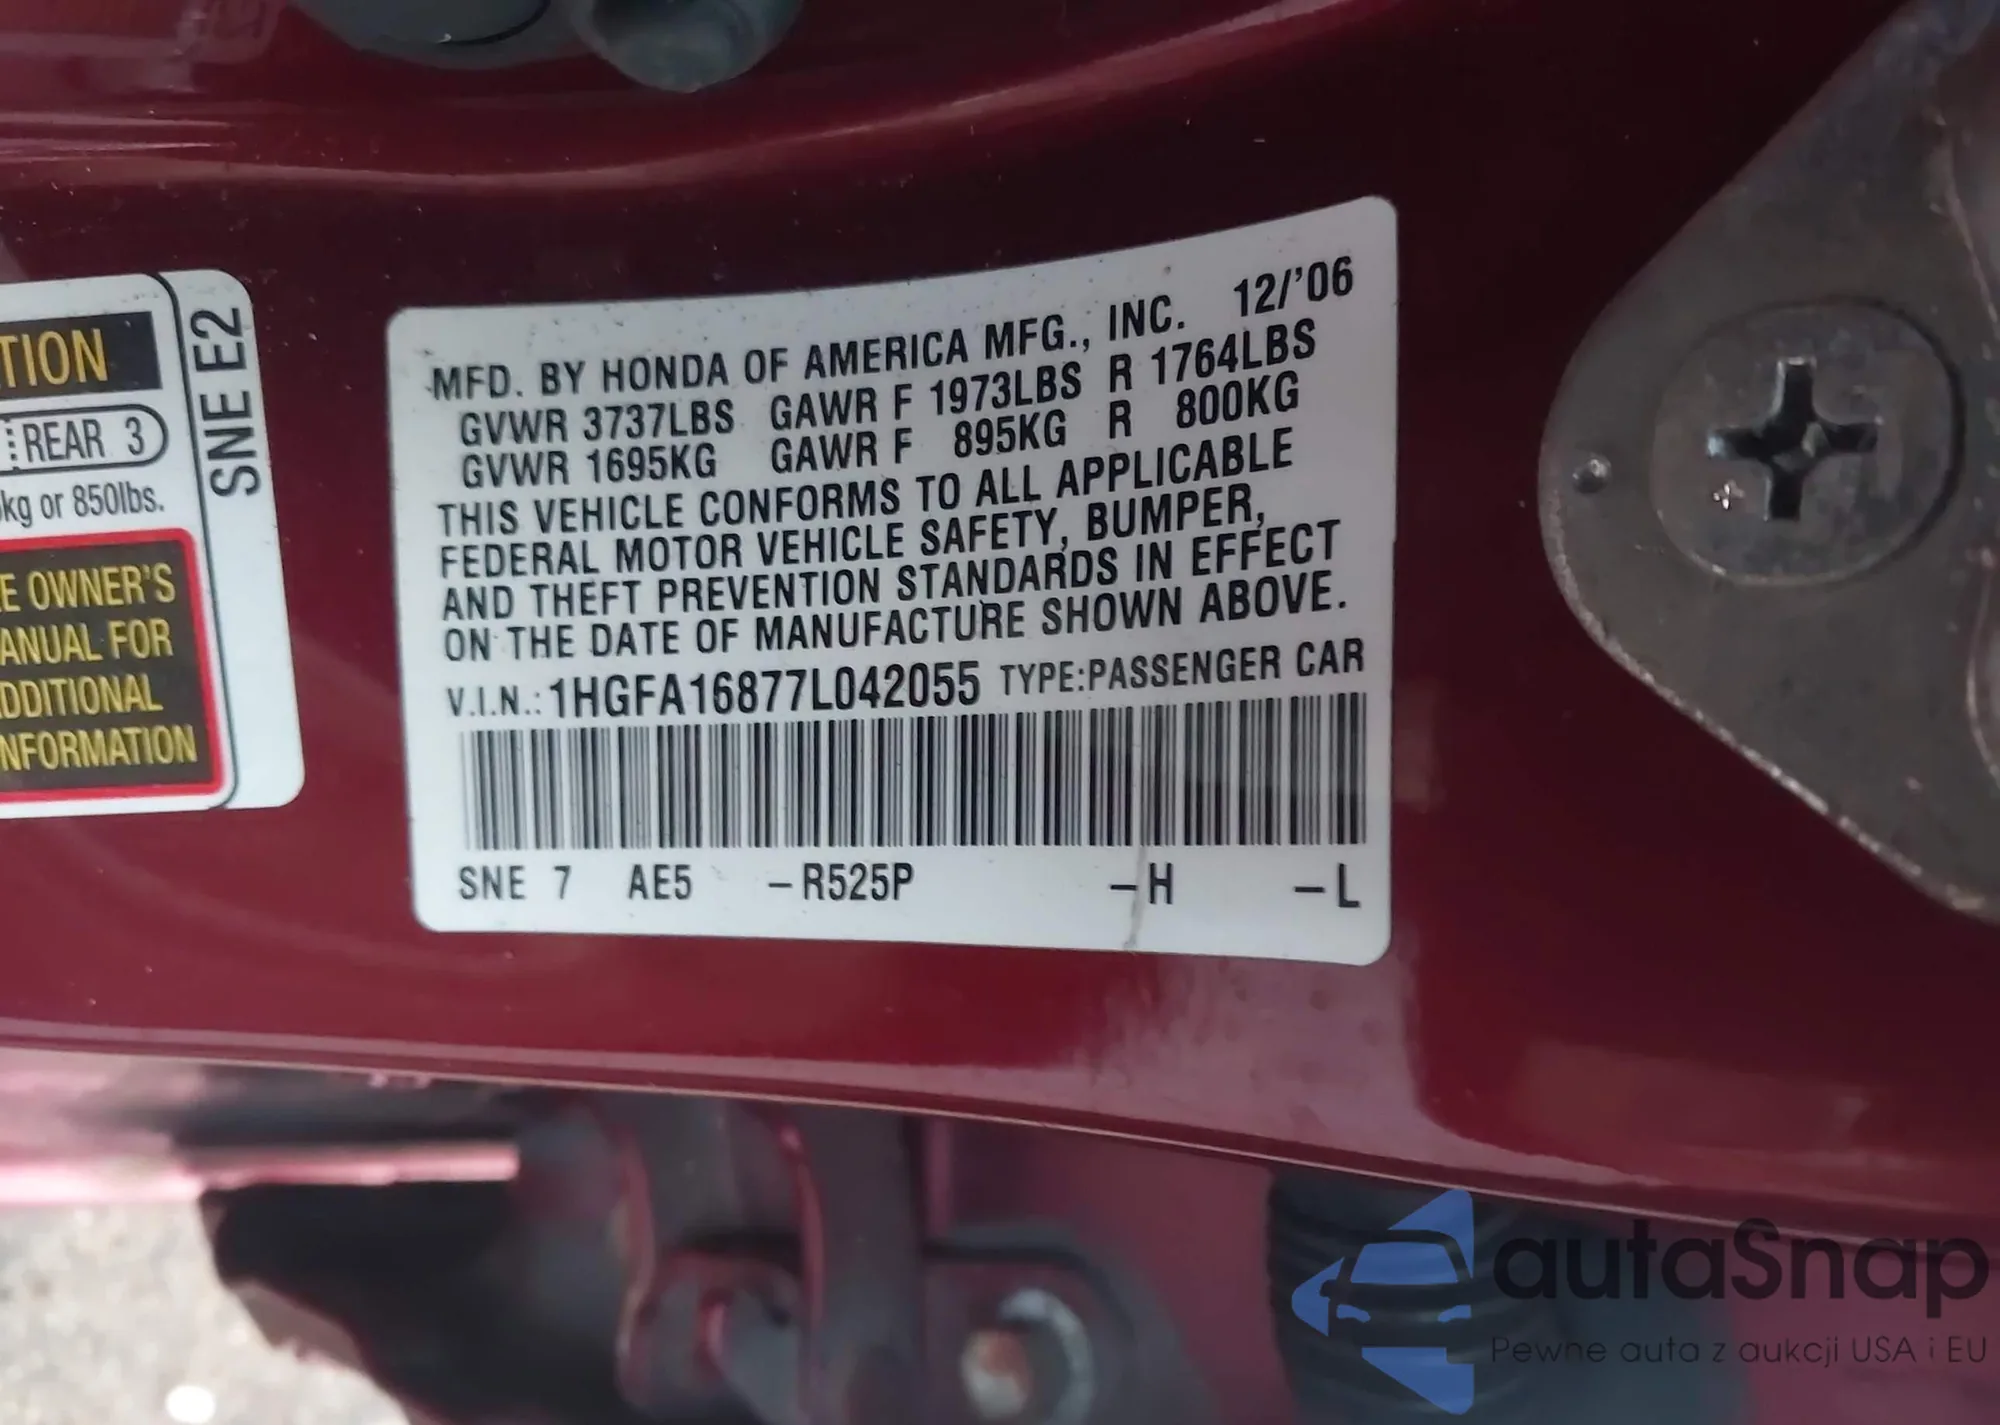 TION
REAR 3
kg or 850lbs.
E OWNER'S
ANUAL FOR
DDITIONAL
NFORMATION
SNE E2
MFD. BY HONDA OF AMERICA MFG., INC. 12/'06
GVWR 3737LBS GAWR F 1973LBS R 1764LBS
GVWR 1695KG GAWR F 895KG R 800KG
THIS VEHICLE CONFORMS TO ALL APPLICABLE
FEDERAL MOTOR VEHICLE SAFETY, BUMPER,
AND THEFT PREVENTION STANDARDS IN EFFECT
ON THE DATE OF MANUFACTURE SHOWN ABOVE.
V.I.N.: 1HGFA16877L042055 TYPE:PASSENGER CAR
SNE 7 AE5 -R525P -H -L
autaSnap
Pewne auta z aukcji USA i EU